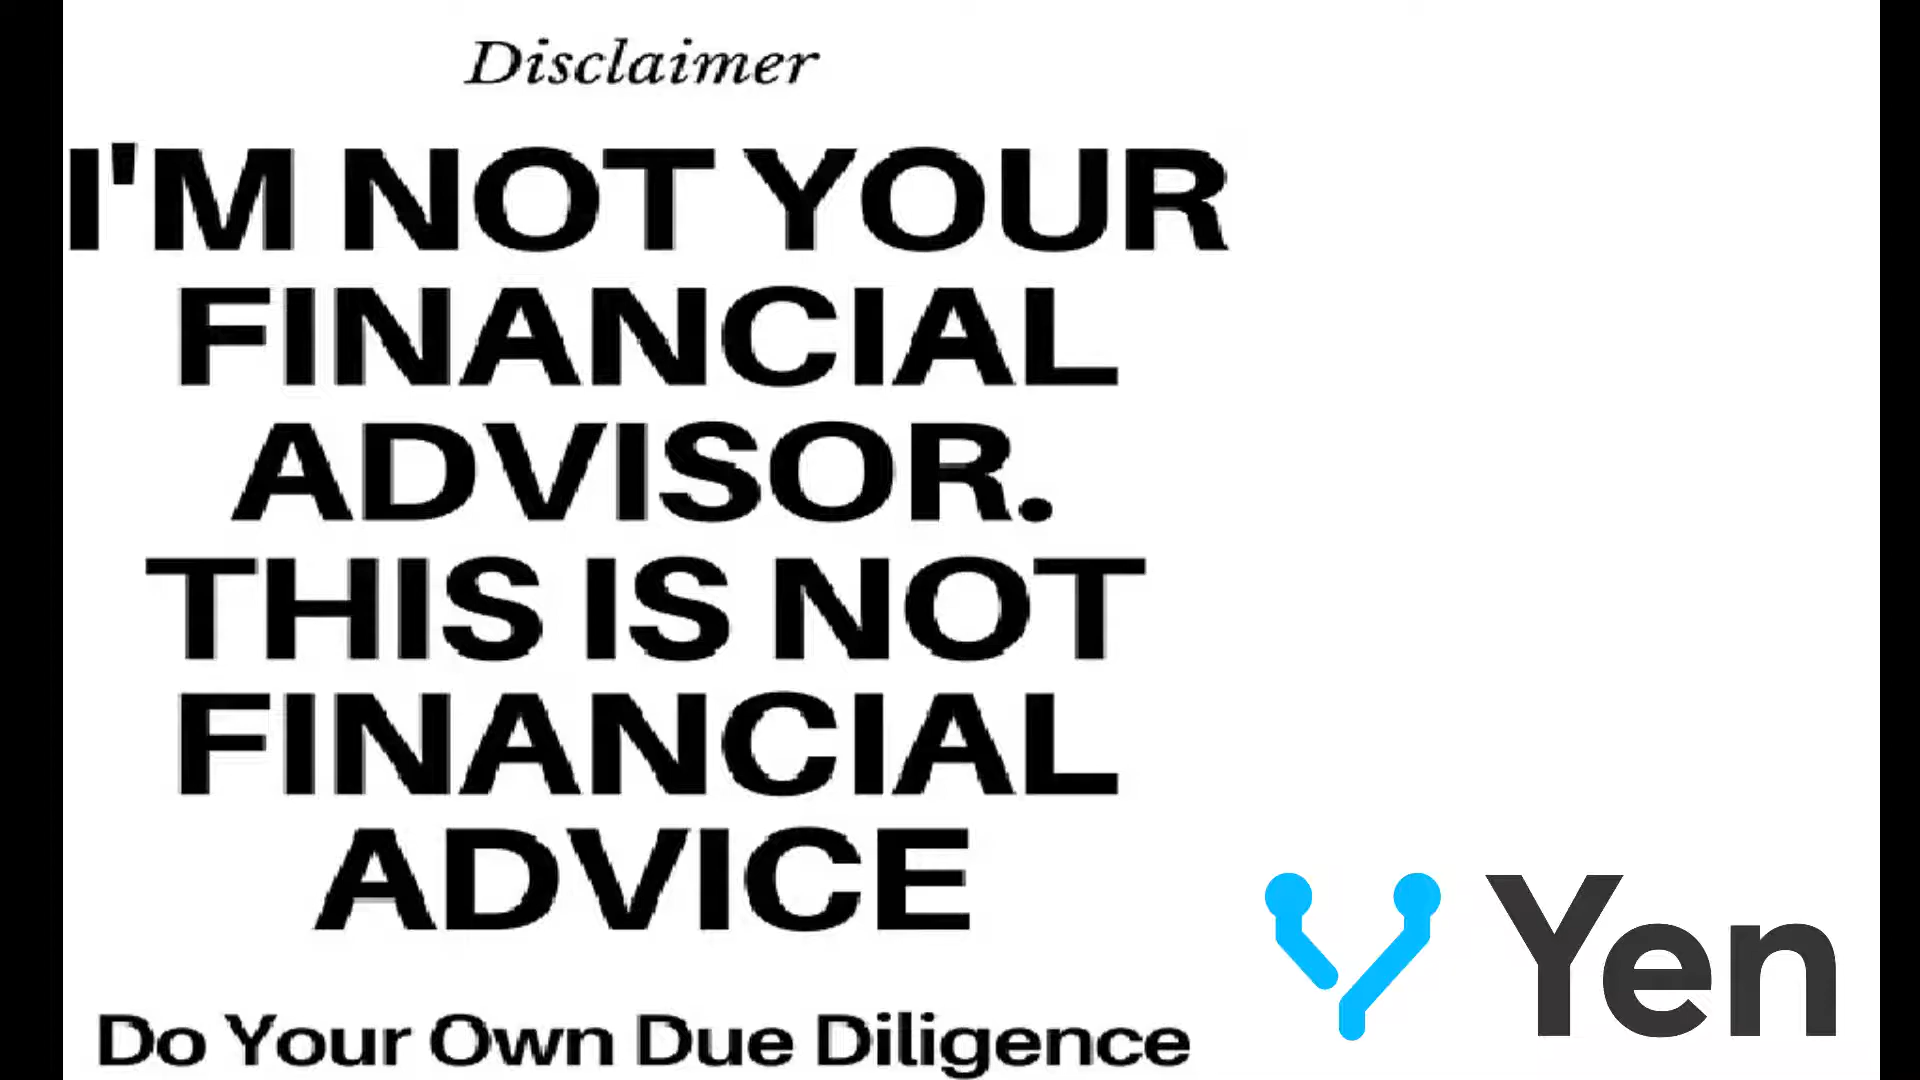 Disclaimer
I'M NOT YOUR
FINANCIAL
ADVISOR.
THIS IS NOT
FINANCIAL
ADVICE
Do Your Own Due Diligence
Yen